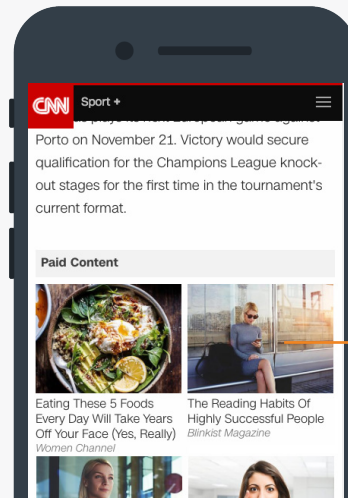 CNN Sport +
Porto on November 21. Victory would secure
qualification for the Champions League knock-
out stages for the first time in the tournament's
current format.
Paid Content
Eating These 5 Foods
Every Day Will Take Years
Off Your Face (Yes, Really)
Women Channel
The Reading Habits Of
Highly Successful People
Blinkist Magazine